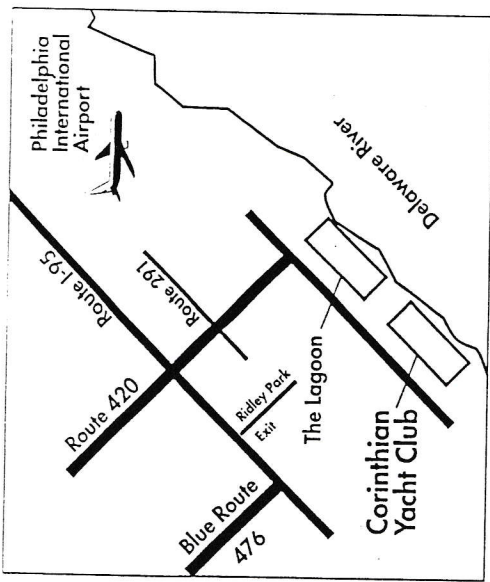 Philadelphia
International
Airport
Route I-95
Route 291
Delaware River
Route 420
Ridley Park
Exit
The Lagoon
Blue Route
476
Corinthian
Yacht Club